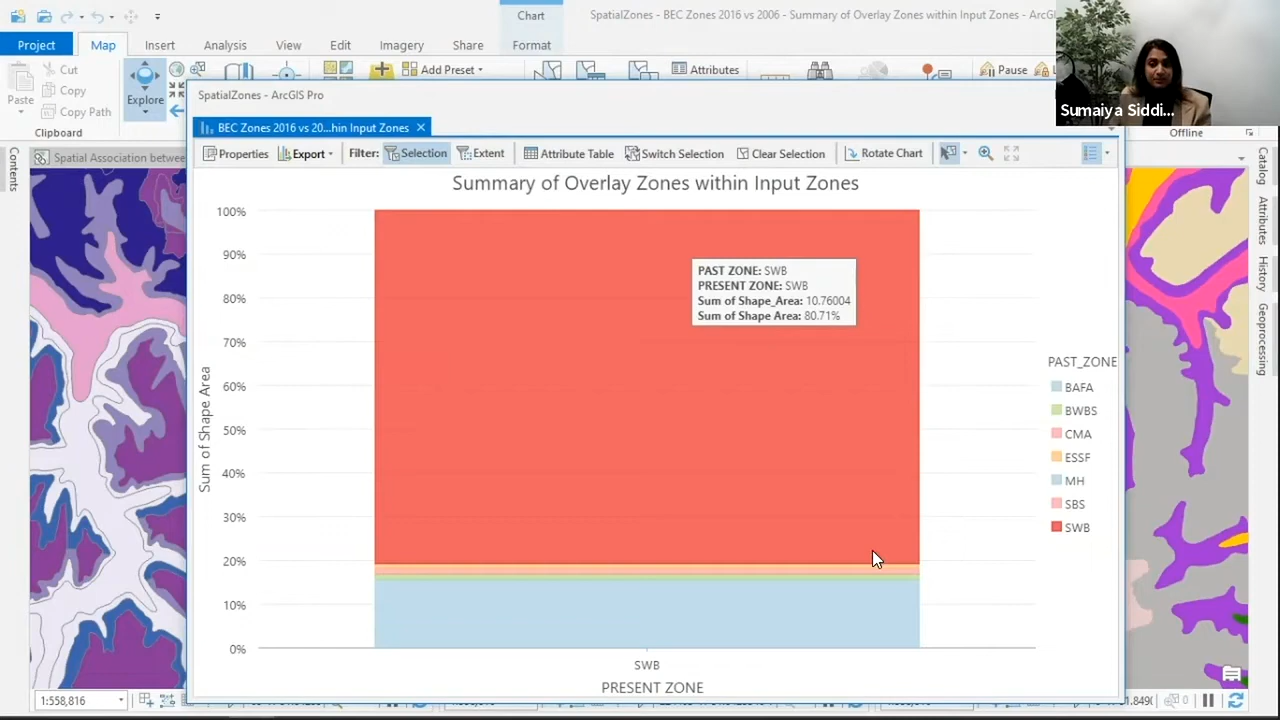 Chart
SpatialZones - BEC Zones 2016 vs 2006 - Summary of Overlay Zones within Input Zones - ArcGI
Project
Map
Insert
Analysis
View
Edit
Imagery
Share
Format
Paste
Cut
Copy
Copy Path
Explore
Add Preset
Attributes
Pause
Clipboard
Offline
Sumaiya Siddi...
SpatialZones - ArcGIS Pro
BEC Zones 2016 vs 20...hin Input Zones
Contents
Spatial Association betwee
Properties
Export
Filter:
Selection
Extent
Attribute Table
Switch Selection
Clear Selection
Rotate Chart
Catalog
Attributes
History
Geoprocessing
Summary of Overlay Zones within Input Zones
100%
90%
80%
70%
60%
50%
40%
30%
20%
10%
0%
Sum of Shape Area
PAST ZONE: SWB
PRESENT ZONE: SWB
Sum of Shape_Area: 10.76004
Sum of Shape Area: 80.71%
PAST_ZONE
BAFA
BWBS
CMA
ESSF
MH
SBS
SWB
SWB
PRESENT ZONE
1:558,816